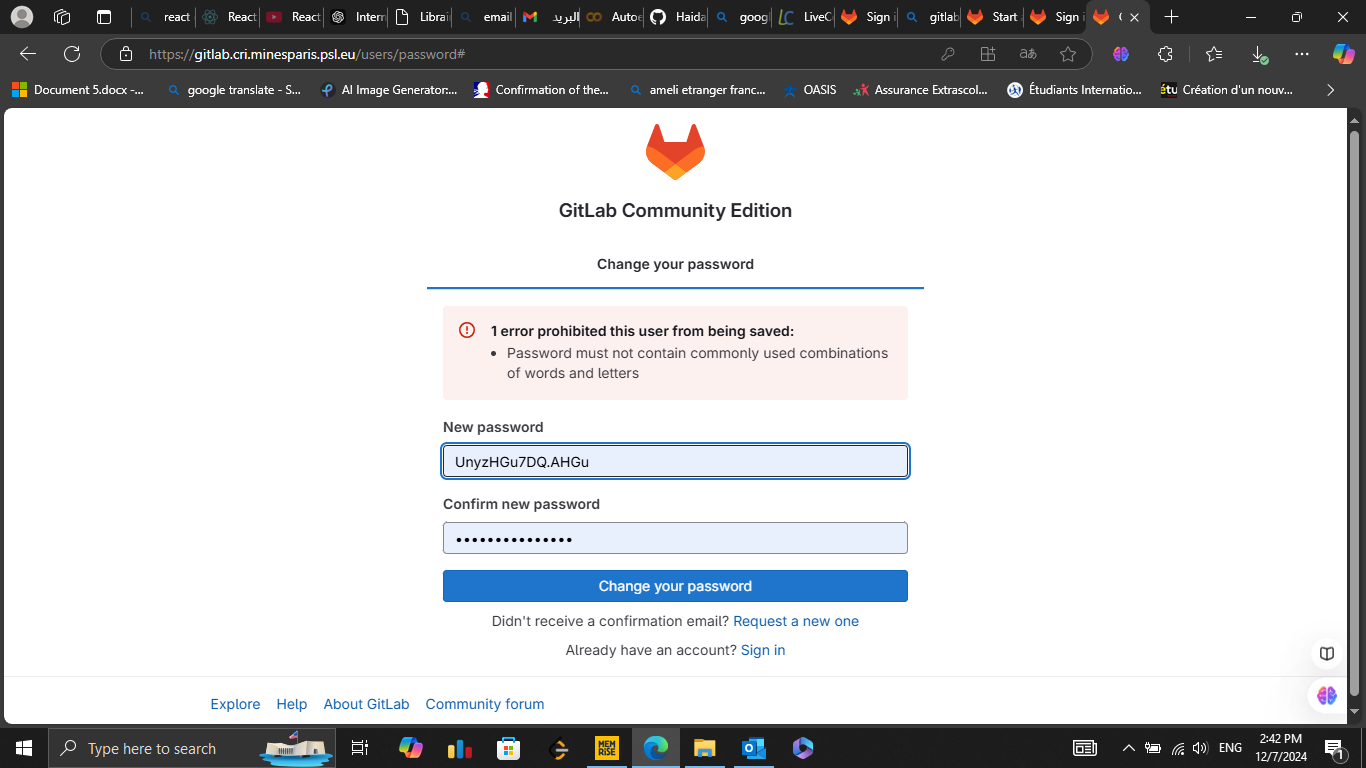 react
React
React
Intern
Librai
email
البريد
Autoe
Haida
goog
LiveC
Sign i
gitlab
Start
Sign i
https://gitlab.cri.minesparis.psl.eu/users/password#
Document 5.docx -...
google translate - S...
AI Image Generator:...
Confirmation of the...
ameli etranger franc...
OASIS
Assurance Extrascol...
Étudiants Internatio...
étu Création d'un nouv...
GitLab Community Edition
Change your password
1 error prohibited this user from being saved:
• Password must not contain commonly used combinations
of words and letters
New password
UnyzHGu7DQ.AHGu
Confirm new password
•••••••••••••••
Change your password
Didn't receive a confirmation email? Request a new one
Already have an account? Sign in
Explore Help About GitLab Community forum
Type here to search
MEM
RISE
ENG
2:42 PM
12/7/2024
1